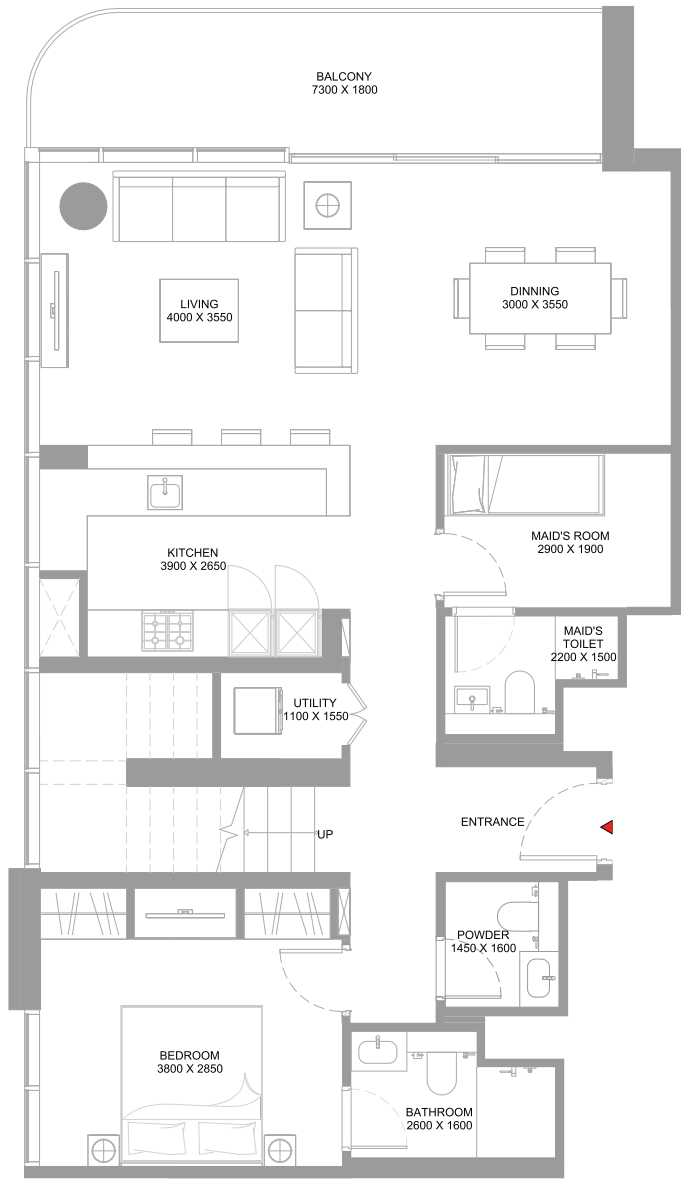 BALCONY
7300 X 1800
LIVING
4000 X 3550
DINNING
3000 X 3550
KITCHEN
3900 X 2650
MAID'S ROOM
2900 X 1900
MAID'S
TOILET
2200 X 1500
UTILITY
1100 X 1550
ENTRANCE
UP
POWDER
1450 X 1600
BEDROOM
3800 X 2850
BATHROOM
2600 X 1600